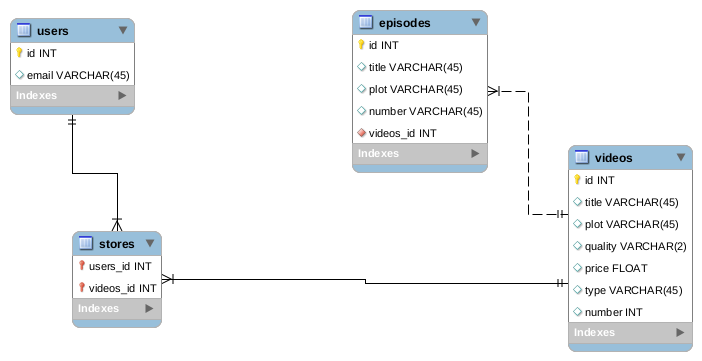 users
id INT
email VARCHAR(45)
Indexes
episodes
id INT
title VARCHAR(45)
plot VARCHAR(45)
number VARCHAR(45)
videos_id INT
Indexes
videos
id INT
title VARCHAR(45)
plot VARCHAR(45)
quality VARCHAR(2)
price FLOAT
type VARCHAR(45)
number INT
Indexes
stores
users_id INT
videos_id INT
Indexes